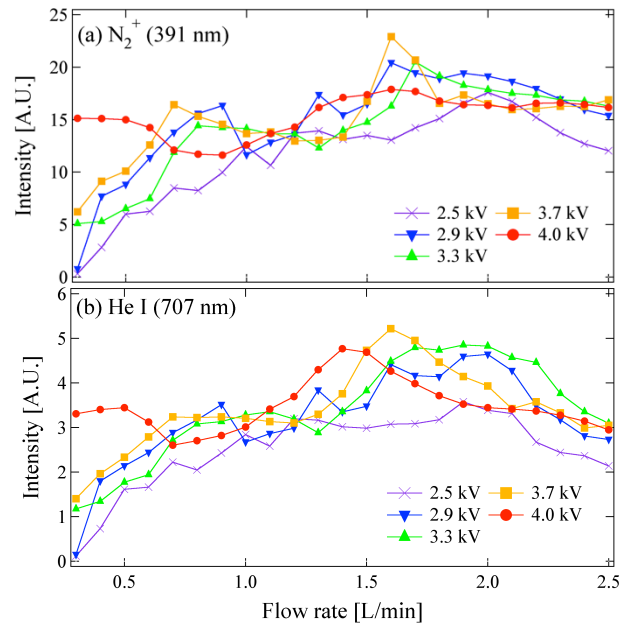 25
(a) N₂⁺ (391 nm)
20
15
10
5
0
Intensity [A.U.]
2.5 kV
3.7 kV
2.9 kV
4.0 kV
3.3 kV
6
(b) He I (707 nm)
5
4
3
2
1
0
Intensity [A.U.]
2.5 kV
3.7 kV
2.9 kV
4.0 kV
3.3 kV
0.5 1.0 1.5 2.0 2.5
Flow rate [L/min]